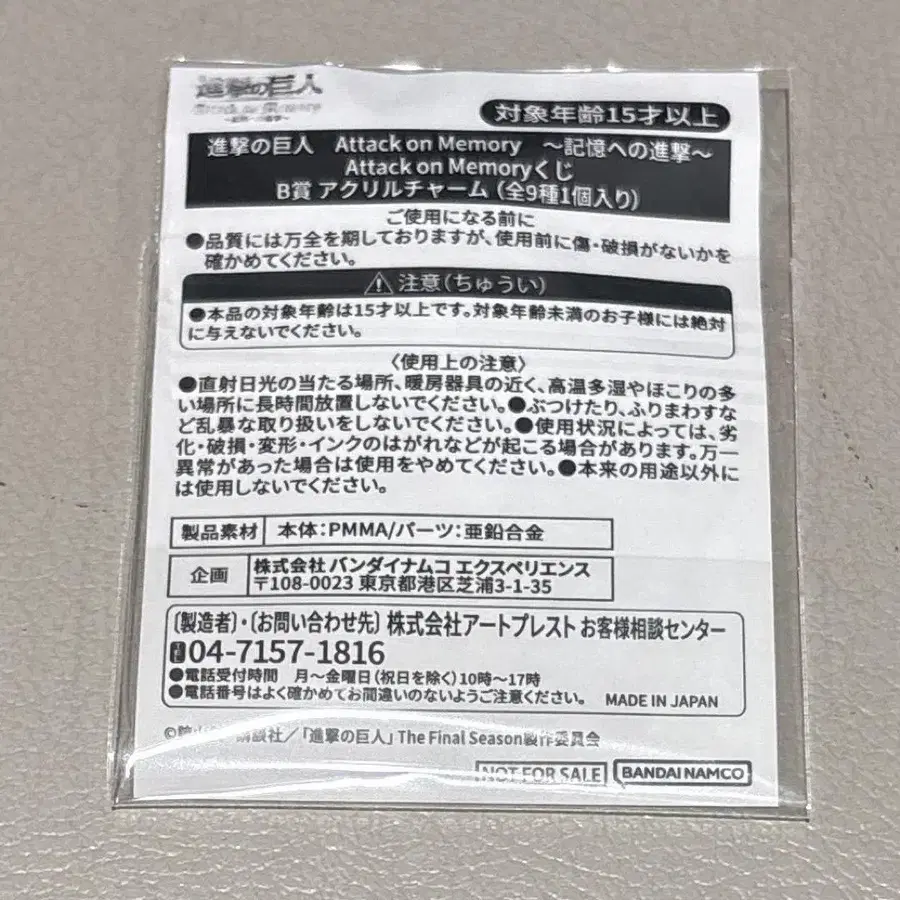 進撃の巨人
対象年齢15才以上
進撃の巨人 Attack on Memory ~記憶への進撃~
Attack on Memoryくじ
B賞 アクリルチャーム (全9種1個入り)
ご使用になる前に
●品質には万全を期しておりますが、使用前に傷・破損がないかを
確かめてください。
⚠ 注意(ちゅうい)
●本品の対象年齢は15才以上です。対象年齢未満のお子様には絶対
に与えないでください。
〈使用上の注意〉
●直射日光の当たる場所、暖房器具の近く、高温多湿やほこりの多
い場所に長時間放置しないでください。●ぶつけたり、ふりまわすな
ど乱暴な取り扱いをしないでください。●使用状況によっては、劣
化・破損・変形・インクのはがれなどが起こる場合があります。万一
異常があった場合は使用をやめてください。●本来の用途以外に
は使用しないでください。
製品素材 本体:PMMA/パーツ:亜鉛合金
企画 株式会社 バンダイナムコ エクスペリエンス
〒108-0023 東京都港区芝浦3-1-35
〔製造者〕・〔お問い合わせ先〕株式会社アートプレスト お客様相談センター
TEL 04-7157-1816
●電話受付時間 月~金曜日(祝日を除く)10時~17時
●電話番号はよく確かめてお間違いのないようご注意ください。 MADE IN JAPAN
講談社/「進撃の巨人」The Final Season製作委員会
NOT FOR SALE BANDAI NAMCO